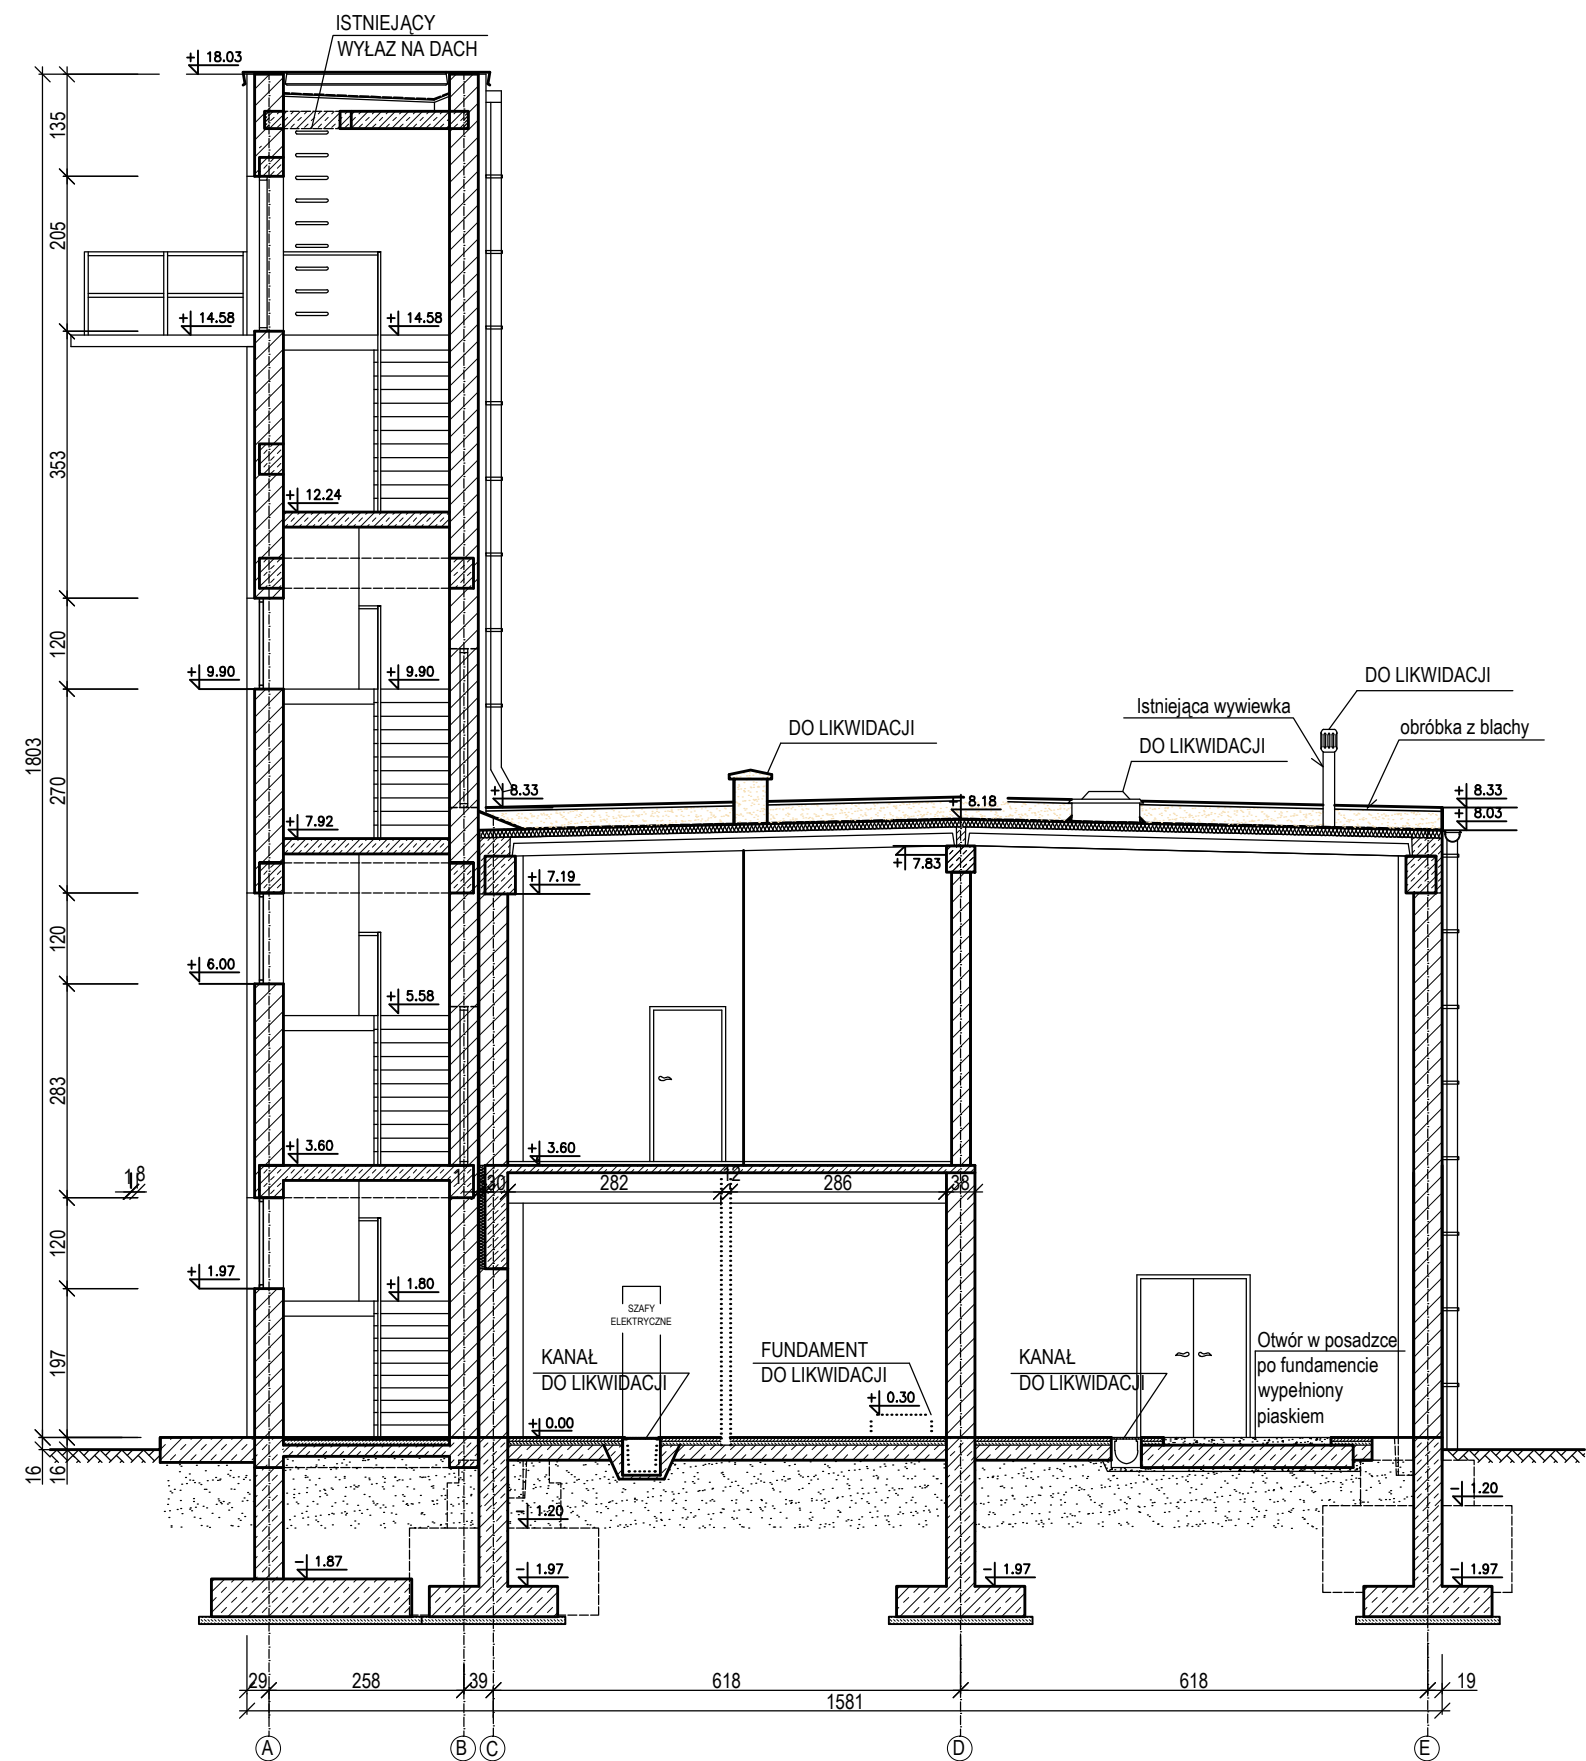 ISTNIEJĄCY
WYŁAZ NA DACH
+ 18.03
135
205
+ 14.58
+ 14.58
353
+ 12.24
120
+ 9.90
+ 9.90
DO LIKWIDACJI
Istniejąca wywiewka
DO LIKWIDACJI
DO LIKWIDACJI
obróbka z blachy
1803
270
+ 8.33
+ 8.18
+ 8.33
+ 8.03
+ 7.92
+ 7.83
+ 7.19
120
+ 6.00
+ 5.58
283
+ 3.60
+ 3.60
18
1
30
282
12
286
38
120
+ 1.97
+ 1.80
SZAFY
ELEKTRYCZNE
197
KANAŁ
DO LIKWIDACJI
FUNDAMENT
DO LIKWIDACJI
+ 0.30
KANAŁ
DO LIKWIDACJI
Otwór w posadzce
po fundamencie
wypełniony
piaskiem
+ 0.00
16
16
- 1.20
- 1.20
- 1.87
- 1.97
- 1.97
- 1.97
29
258
39
618
618
19
1581
A
B
C
D
E